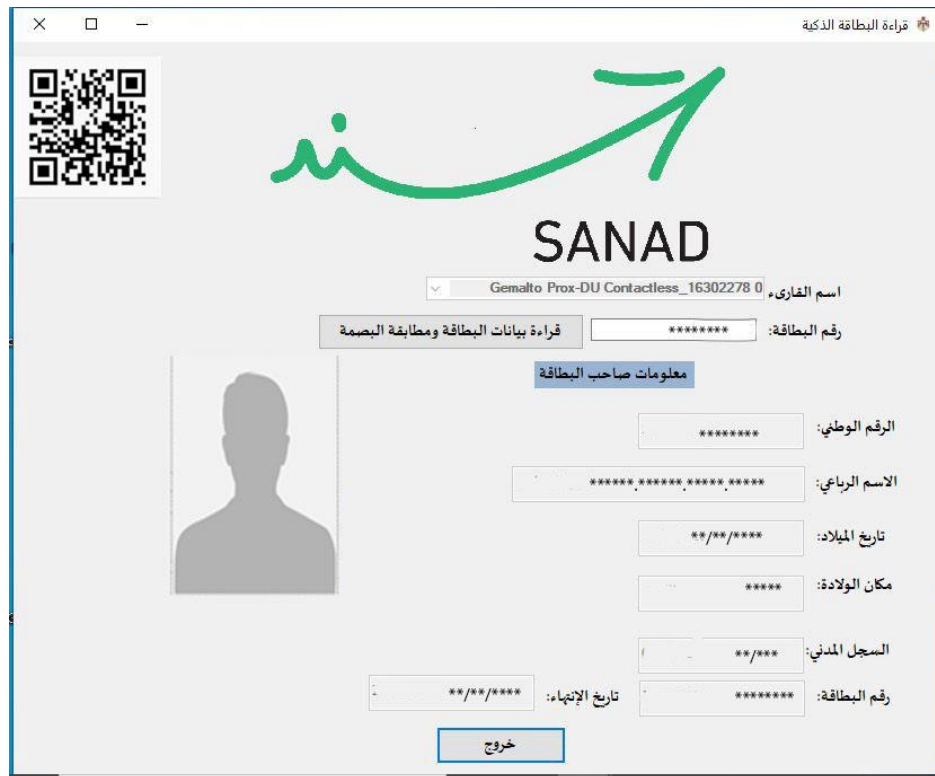 قراءة البطاقة الذكية
سند
SANAD
اسم القارىء Gemalto Prox-DU Contactless_16302278 0
رقم البطاقة: ******** قراءة بيانات البطاقة ومطابقة البصمة
معلومات صاحب البطاقة
الرقم الوطني: ********
الاسم الرباعي: *****.*****.******.******
تاريخ الميلاد: **/**/****
مكان الولادة: *****
السجل المدني: ***/**
رقم البطاقة: ******** تاريخ الإنتهاء: **/**/****
خروج